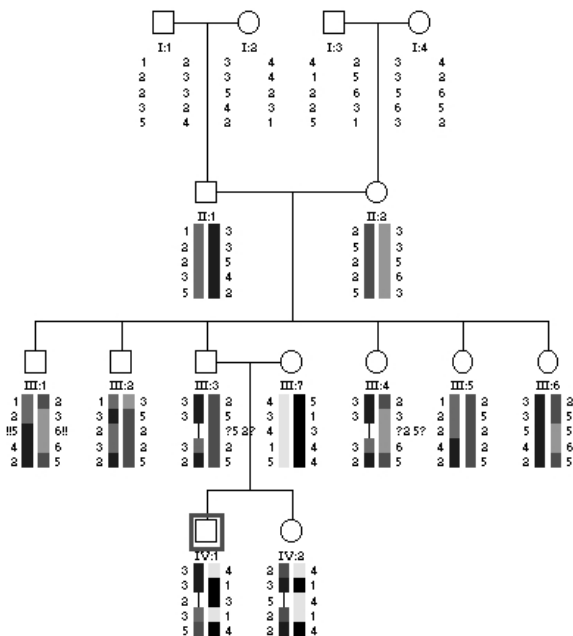 I:1 I:2 I:3 I:4
1 2 3 4 4 2 3 4
2 3 3 4 1 5 3 2
2 3 5 2 2 6 5 6
3 2 4 3 2 3 6 5
5 4 2 1 5 1 3 2
II:1 II:2
1 3 2 3
2 3 5 3
2 5 2 5
3 4 2 6
5 2 5 3
III:1 III:2 III:3 III:7 III:4 III:5 III:6
1 2 1 3 3 2 4 5 3 2 1 2 3 2
2 3 3 5 3 5 4 1 3 3 2 5 3 5
!!5 6!! 2 2 ?5 2? 4 3 ?2 5? 2 2 5 5
4 6 3 2 3 2 1 4 3 6 3 2 4 6
2 5 2 5 2 5 4 4 2 5 2 5 2 5
IV:1 IV:2
3 4 2 4
3 1 3 1
2 3 5 4
3 1 2 1
5 4 2 4